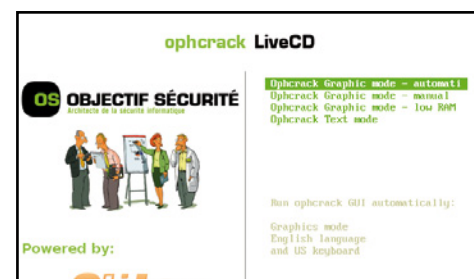 ophcrack LiveCD
OS OBJECTIF SÉCURITÉ
Architecte de la sécurité informatique
Ophcrack Graphic mode - automati
Ophcrack Graphic mode - manual
Ophcrack Graphic mode - low RAM
Ophcrack Text mode
Run ophcrack GUI automatically:
Graphics mode
English language
and US keyboard
Powered by: